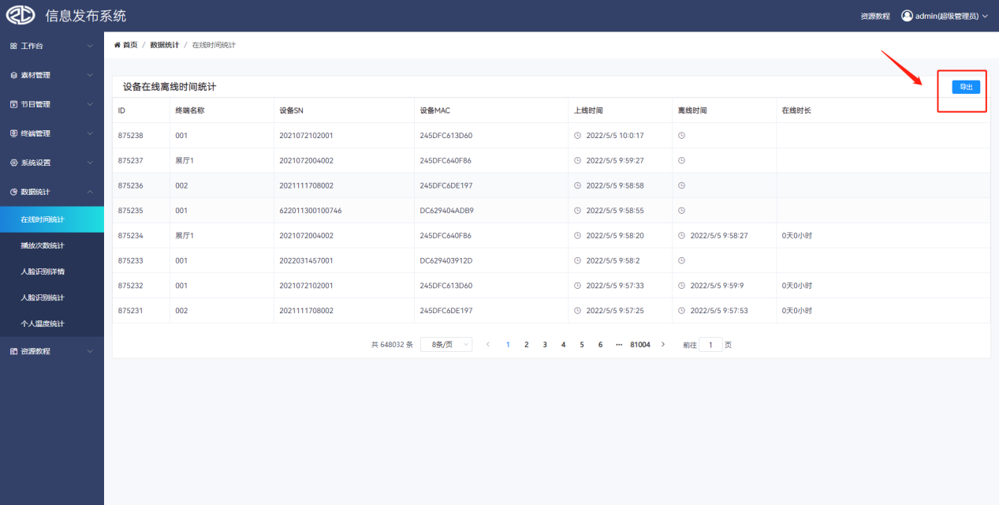 信息发布系统
资源教程 admin(超级管理员)
工作台
素材管理
节目管理
终端管理
系统设置
数据统计
在线时间统计
播放次数统计
人脸识别详情
人脸识别统计
个人温度统计
资源教程
首页 / 数据统计 / 在线时间统计
设备在线离线时间统计
导出
ID 终端名称 设备SN 设备MAC 上线时间 离线时间 在线时长
875238 001 2021072102001 245DFC613D60 2022/5/5 10:0:17
875237 展厅1 2021072004002 245DFC640F86 2022/5/5 9:59:27
875236 002 2021111708002 245DFC6DE197 2022/5/5 9:58:58
875235 001 622011300100746 DC629404ADB9 2022/5/5 9:58:55
875234 展厅1 2021072004002 245DFC640F86 2022/5/5 9:58:20 2022/5/5 9:58:27 0天0小时
875233 001 2022031457001 DC629403912D 2022/5/5 9:58:2
875232 001 2021072102001 245DFC613D60 2022/5/5 9:57:33 2022/5/5 9:59:9 0天0小时
875231 002 2021111708002 245DFC6DE197 2022/5/5 9:57:25 2022/5/5 9:57:53 0天0小时
共 648032 条 8条/页 < 1 2 3 4 5 6 ··· 81004 > 前往 1 页